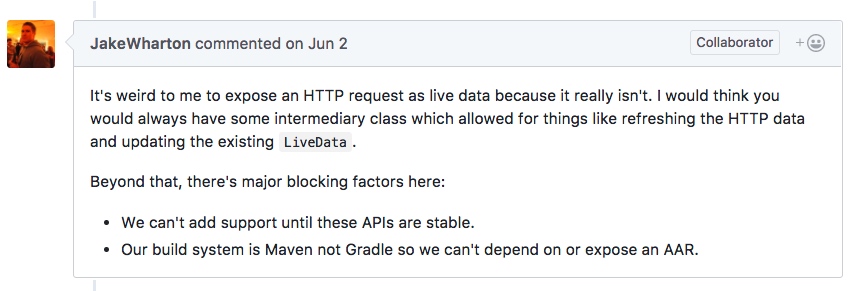 JakeWharton commented on Jun 2
Collaborator
+
It's weird to me to expose an HTTP request as live data because it really isn't. I would think you
would always have some intermediary class which allowed for things like refreshing the HTTP data
and updating the existing LiveData.
Beyond that, there's major blocking factors here:
• We can't add support until these APIs are stable.
• Our build system is Maven not Gradle so we can't depend on or expose an AAR.